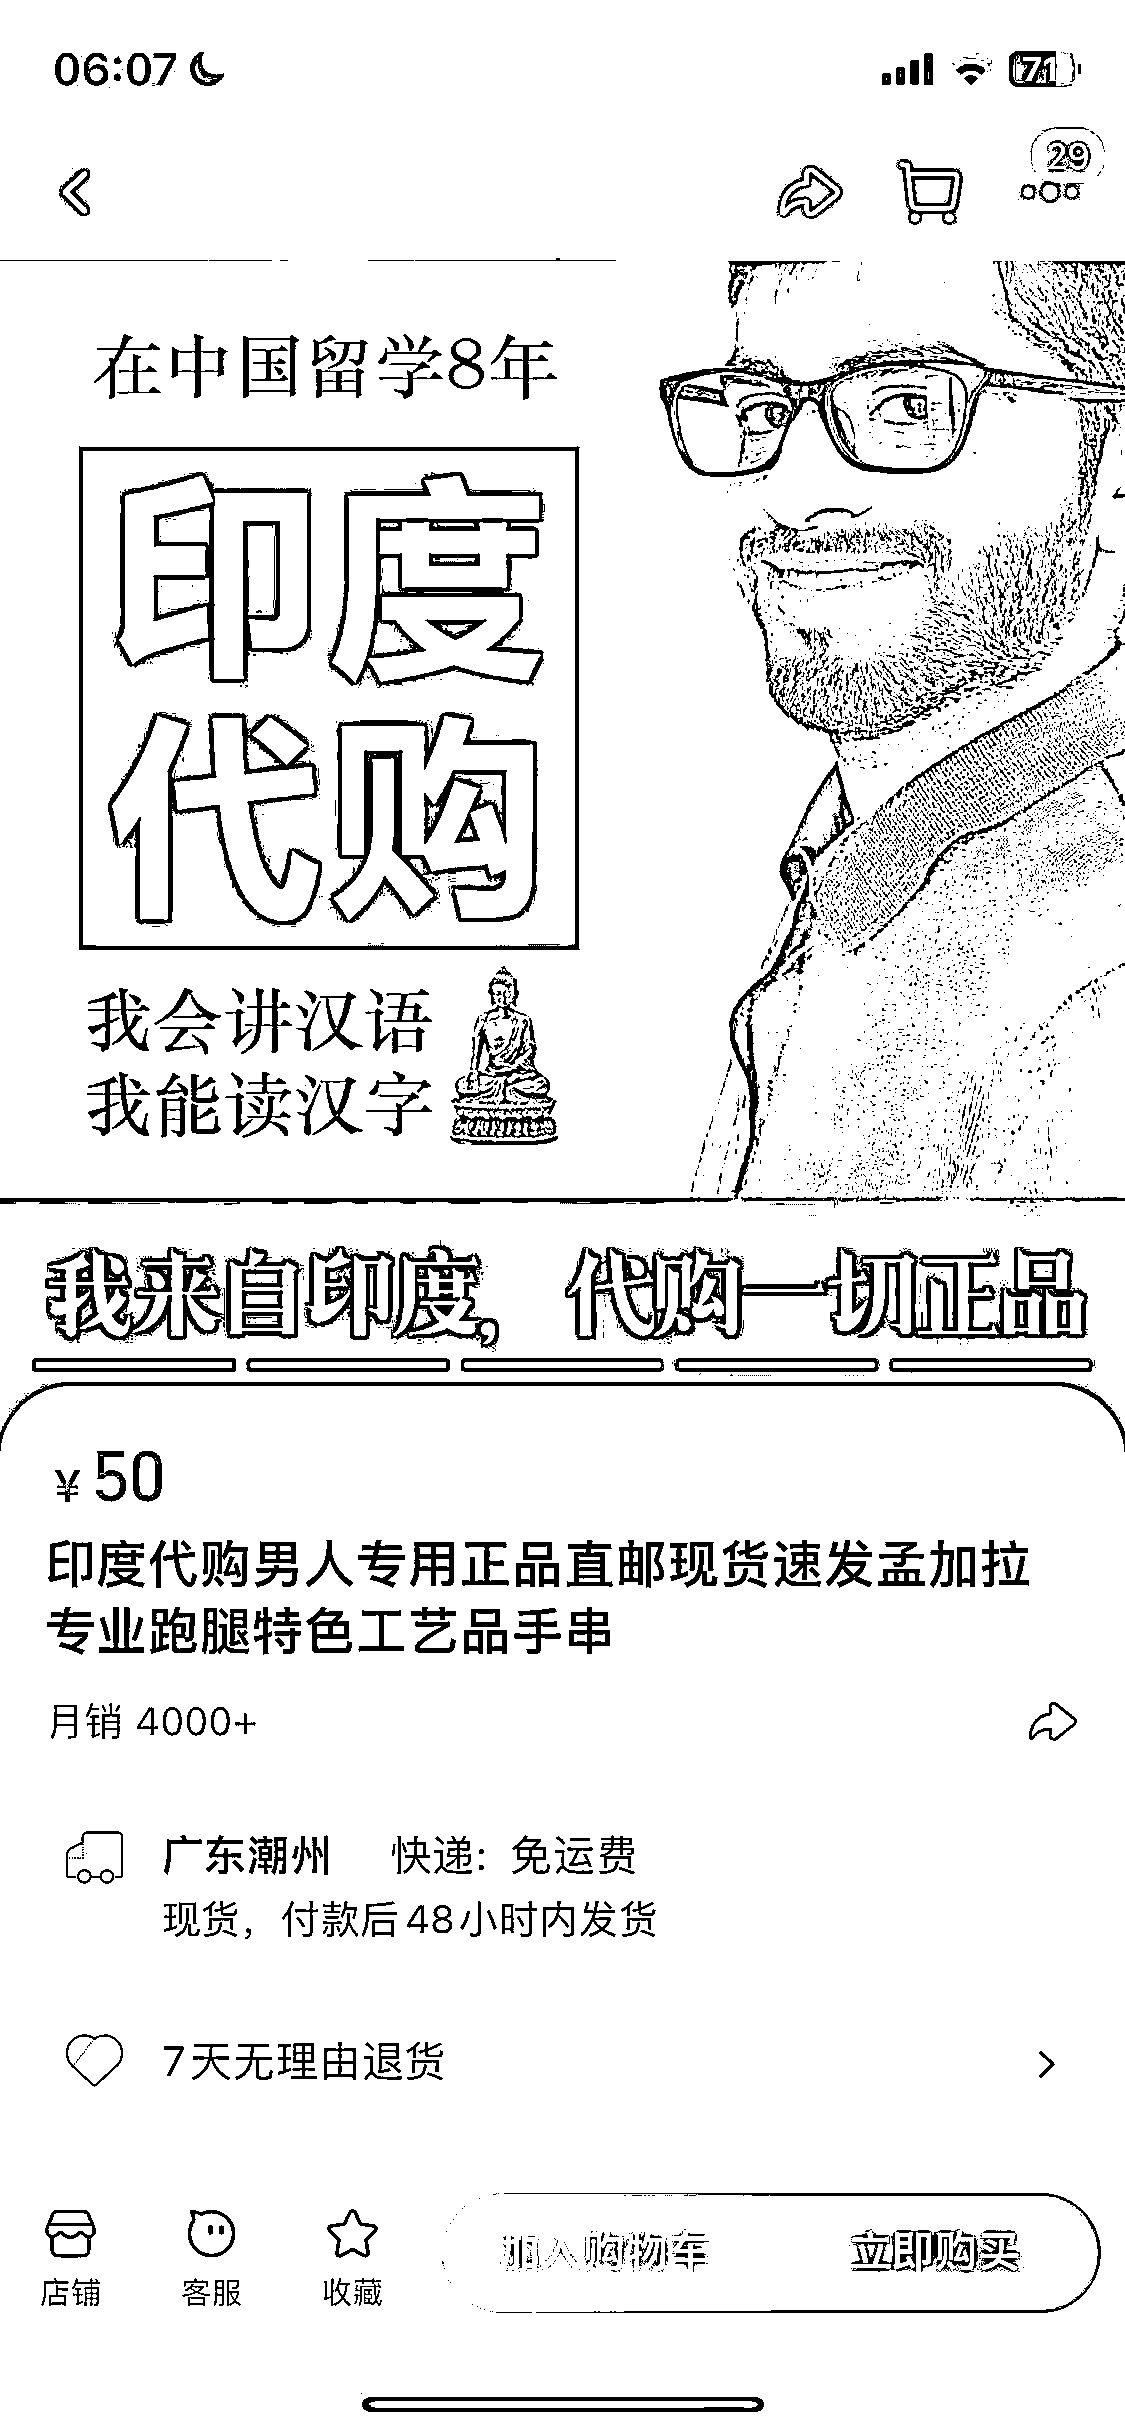 06:07
71
29
在中国留学8年
印度
代购
我会讲汉语
我能读汉字
我来自印度， 代购一切正品
¥50
印度代购男人专用正品直邮现货速发孟加拉
专业跑腿特色工艺品手串
月销 4000+
广东潮州 快递: 免运费
现货，付款后48小时内发货
7天无理由退货
加入购物车 立即购买
店铺 客服 收藏